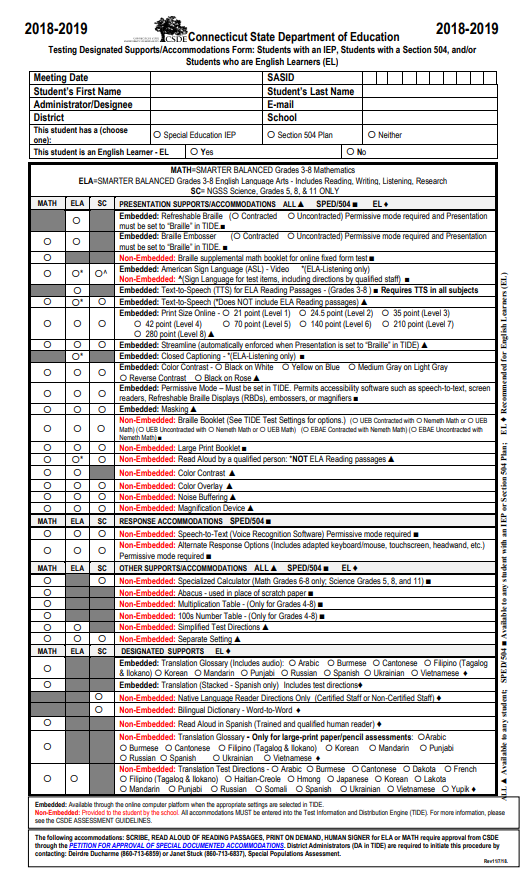 2018-2019
CSDE
Connecticut State Department of Education
2018-2019
Testing Designated Supports/Accommodations Form: Students with an IEP, Students with a Section 504, and/or
Students who are English Learners (EL)
Meeting Date SASID
Student's First Name Student's Last Name
Administrator/Designee E-mail
District School
This student has a (choose one): O Special Education IEP O Section 504 Plan O Neither
This student is an English Learner - EL O Yes O No
MATH=SMARTER BALANCED Grades 3-8 Mathematics
ELA=SMARTER BALANCED Grades 3-8 English Language Arts - Includes Reading, Writing, Listening, Research
SC= NGSS Science, Grades 5, 8, & 11 ONLY
MATH ELA SC PRESENTATION SUPPORTS/ACCOMMODATIONS ALL ▲ SPED/504 ■ EL ♦
O Embedded: Refreshable Braille (O Contracted O Uncontracted) Permissive mode required and Presentation
must be set to "Braille" in TIDE.■
O O Embedded: Braille Embosser (O Contracted O Uncontracted) Permissive mode required and Presentation
must be set to "Braille" in TIDE. ■
O Non-Embedded: Braille supplemental math booklet for online fixed form test ■
O* O^ Embedded: American Sign Language (ASL) - Video *(ELA-Listening only)
Non-Embedded: ^(Sign Language for test items, including directions by qualified staff) ■
O Embedded: Text-to-Speech (TTS) for ELA Reading Passages - (Grades 3-8 ) ■ Requires TTS in all subjects
O O* O Embedded: Text-to-Speech (*Does NOT include ELA Reading passages) ▲
O O O Embedded: Print Size Online - O 21 point (Level 1) O 24.5 point (Level 2) O 35 point (Level 3)
O 42 point (Level 4) O 70 point (Level 5) O 140 point (Level 6) O 210 point (Level 7)
O 280 point (Level 8) ▲
O O O Embedded: Streamline (automatically enforced when Presentation is set to "Braille" in TIDE) ▲
O* Embedded: Closed Captioning - *(ELA-Listening only) ■
O O O Embedded: Color Contrast - O Black on White O Yellow on Blue O Medium Gray on Light Gray
O Reverse Contrast O Black on Rose ▲
O O O Embedded: Permissive Mode – Must be set in TIDE. Permits accessibility software such as speech-to-text, screen
readers, Refreshable Braille Displays (RBDs), embossers, or magnifiers ■
O O O Embedded: Masking ▲
O O O Non-Embedded: Braille Booklet (See TIDE Test Settings for options.) (O UEB Contracted with O Nemeth Math or O UEB
Math) (O UEB Uncontracted with O Nemeth Math or O UEB Math) (O EBAE Contracted with Nemeth Math) (O EBAE Uncontracted with
Nemeth Math) ■
O O O Non-Embedded: Large Print Booklet ■
O O* O Non-Embedded: Read Aloud by a qualified person: *NOT ELA Reading passages ▲
O O Non-Embedded: Color Contrast ▲
O O O Non-Embedded: Color Overlay ▲
O O O Non-Embedded: Noise Buffering ▲
O O O Non-Embedded: Magnification Device ▲
MATH ELA SC RESPONSE ACCOMMODATIONS SPED/504 ■
O O O Non-Embedded: Speech-to-Text (Voice Recognition Software) Permissive mode required ■
O O O Non-Embedded: Alternate Response Options (Includes adapted keyboard/mouse, touchscreen, headwand, etc.)
Permissive mode required ■
MATH ELA SC OTHER SUPPORTS/ACCOMMODATIONS ALL ▲ SPED/504 ■ EL ♦
O O Non-Embedded: Specialized Calculator (Math Grades 6-8 only; Science Grades 5, 8, and 11) ■
O Non-Embedded: Abacus - used in place of scratch paper ■
O Non-Embedded: Multiplication Table - (Only for Grades 4-8) ■
O Non-Embedded: 100s Number Table - (Only for Grades 4-8) ■
O O Non-Embedded: Simplified Test Directions ▲
O O O Non-Embedded: Separate Setting ▲
MATH ELA SC DESIGNATED SUPPORTS EL ♦
O Embedded: Translation Glossary (Includes audio): O Arabic O Burmese O Cantonese O Filipino (Tagalog
& Ilokano) O Korean O Mandarin O Punjabi O Russian O Spanish O Ukrainian O Vietnamese ♦
O Embedded: Translation (Stacked - Spanish only) Includes test directions♦
O Non-Embedded: Native Language Reader Directions Only (Certified Staff or Non-Certified Staff) ♦
O Non-Embedded: Bilingual Dictionary - Word-to-Word ♦
O Non-Embedded: Read Aloud in Spanish (Trained and qualified human reader) ♦
O Non-Embedded: Translation Glossary - Only for large-print paper/pencil assessments: O Arabic
O Burmese O Cantonese O Filipino (Tagalog & Ilokano) O Korean O Mandarin O Punjabi
O Russian O Spanish O Ukrainian O Vietnamese ♦
O O Non-Embedded: Translation Test Directions - O Arabic O Burmese O Cantonese O Dakota O French
O Filipino (Tagalog & Ilokano) O Haitian-Creole O Hmong O Japanese O Korean O Lakota
O Mandarin O Punjabi O Russian O Somali O Spanish O Ukrainian O Vietnamese O Yupik ♦
ALL ▲ Available to any student; SPED/504 ■ Available to any student with an IEP or Section 504 Plan; EL ♦ Recommended for English Learners (EL)
Embedded: Available through the online computer platform when the appropriate settings are selected in TIDE.
Non-Embedded: Provided to the student by the school. All accommodations MUST be entered into the Test Information and Distribution Engine (TIDE). For more information, please
see the CSDE ASSESSMENT GUIDELINES.
The following accommodations: SCRIBE, READ ALOUD OF READING PASSAGES, PRINT ON DEMAND, HUMAN SIGNER for ELA or MATH require approval from CSDE
through the PETITION FOR APPROVAL OF SPECIAL DOCUMENTED ACCOMMODATIONS. District Administrators (DA in TIDE) are required to initiate this procedure by
contacting: Deirdre Ducharme (860-713-6859) or Janet Stuck (860-713-6837), Special Populations Assessment.